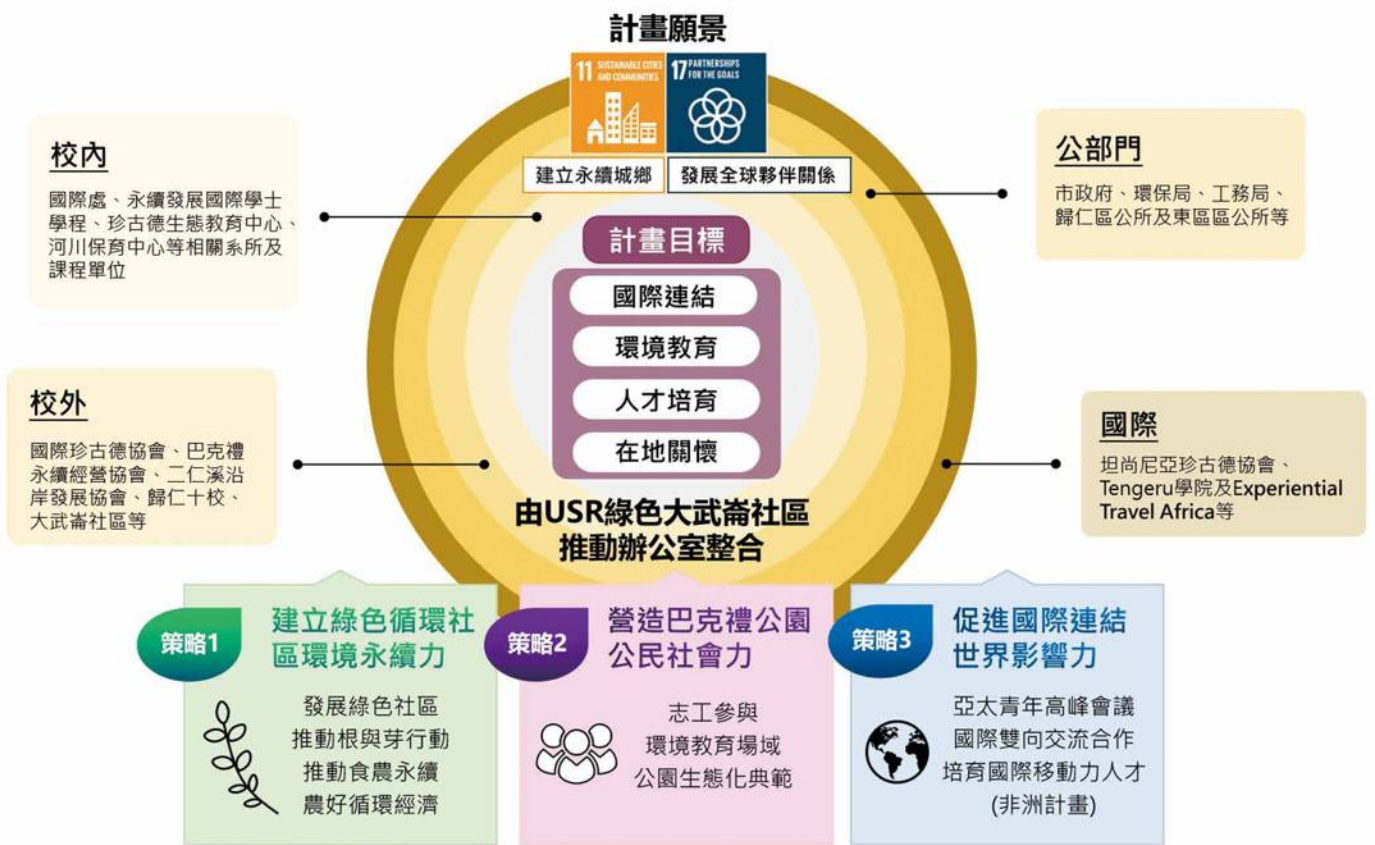 計畫願景
11 SUSTAINABLE CITIES
AND COMMUNITIES
17 PARTNERSHIPS
FOR THE GOALS
建立永續城鄉
發展全球夥伴關係
校內
國際處、永續發展國際學士
學程、珍古德生態教育中心、
河川保育中心等相關系所及
課程單位
公部門
市政府、環保局、工務局、
歸仁區公所及東區區公所等
計畫目標
國際連結
環境教育
人才培育
在地關懷
校外
國際珍古德協會、巴克禮
永續經營協會、二仁溪沿
岸發展協會、歸仁十校、
大武崙社區等
國際
坦尚尼亞珍古德協會、
Tengeru學院及Experiential
Travel Africa等
由USR綠色大武崙社區
推動辦公室整合
策略1
建立綠色循環社
區環境永續力
發展綠色社區
推動根與芽行動
推動食農永續
農好循環經濟
策略2
營造巴克禮公園
公民社會力
志工參與
環境教育場域
公園生態化典範
策略3
促進國際連結
世界影響力
亞太青年高峰會議
國際雙向交流合作
培育國際移動力人才
(非洲計畫)